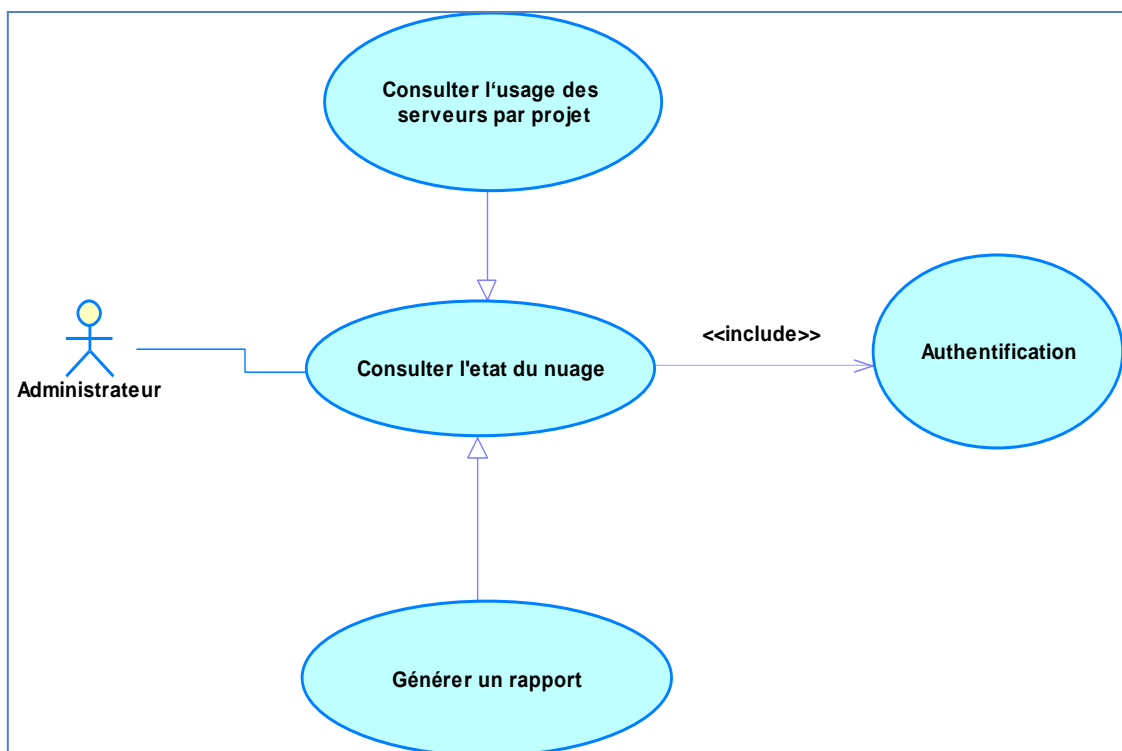 Consulter l‘usage des
serveurs par projet
<<include>>
Consulter l'etat du nuage
Authentification
Administrateur
Générer un rapport